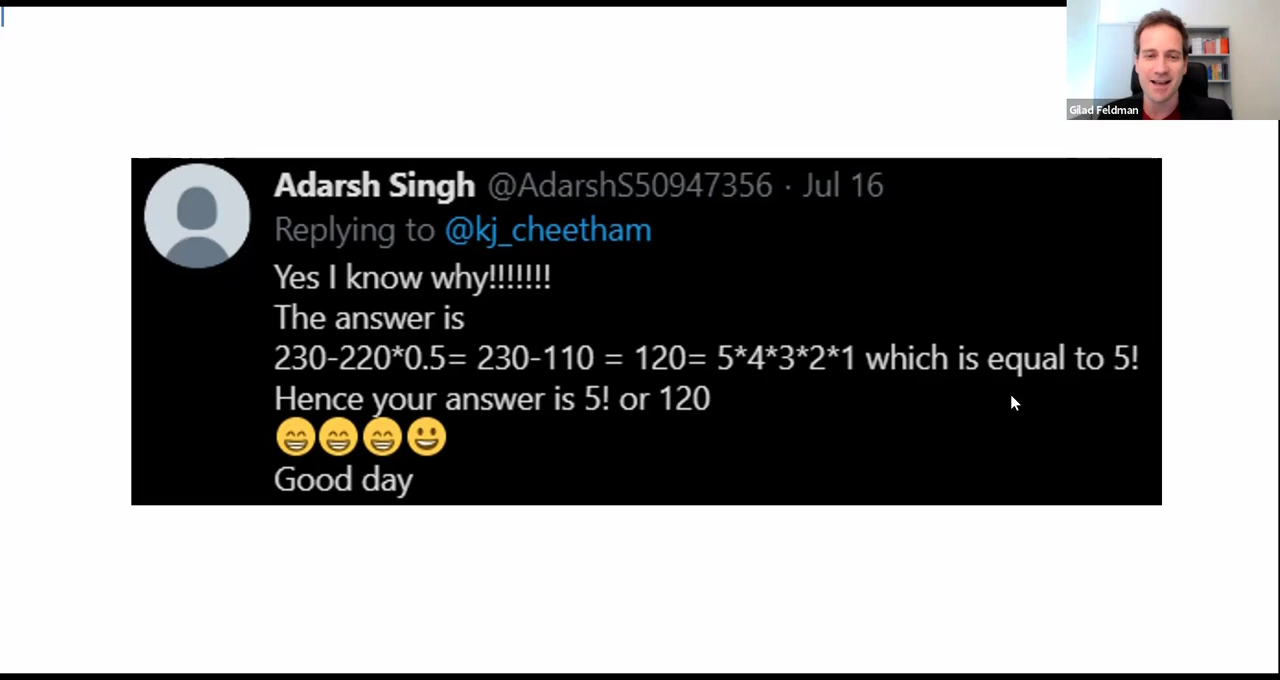 Gilad Feldman
Adarsh Singh @AdarshS50947356 · Jul 16
Replying to @kj_cheetham
Yes I know why!!!!!!!
The answer is
230-220*0.5= 230-110 = 120= 5*4*3*2*1 which is equal to 5!
Hence your answer is 5! or 120
😁😁😁😃
Good day